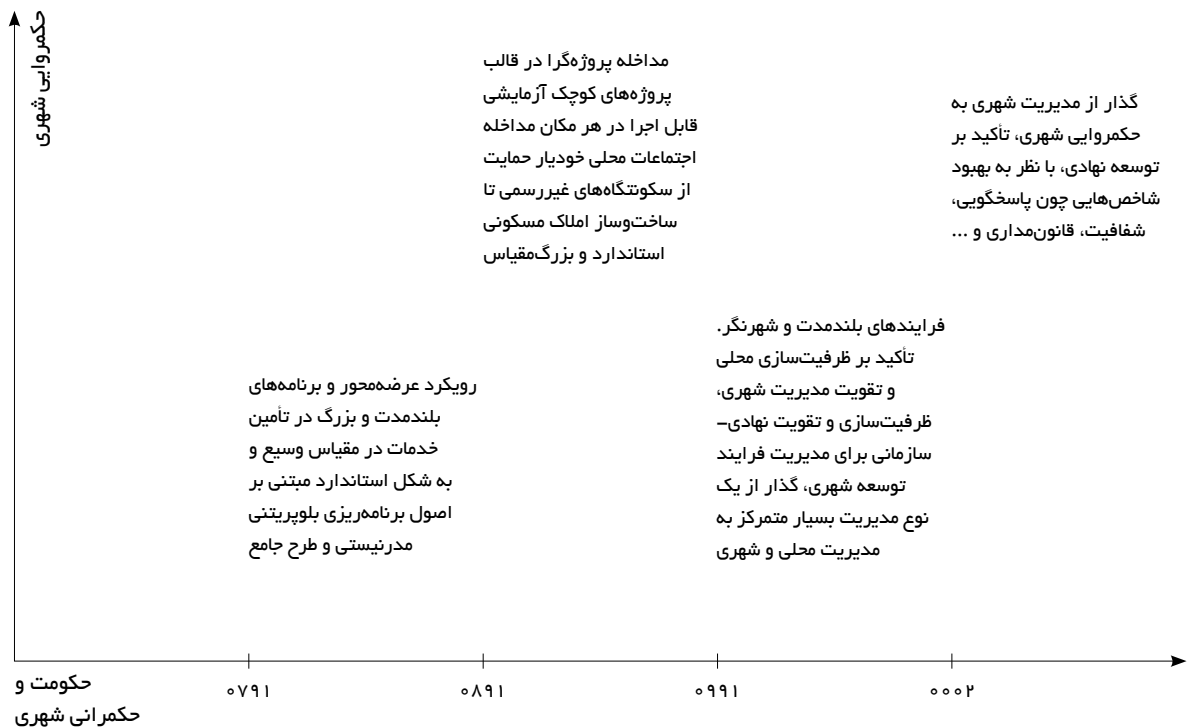 حکمروایی شهری
مداخله پروژه‌گرا در قالب
پروژه‌های کوچک آزمایشی
قابل اجرا در هر مکان مداخله
اجتماعات محلی خودیار حمایت
از سکونتگاه‌های غیررسمی تا
ساخت‌وساز املاک مسکونی
استاندارد و بزرگ‌مقیاس
گذار از مدیریت شهری به
حکمروایی شهری، تأکید بر
توسعه نهادی، با نظر به بهبود
شاخص‌هایی چون پاسخگویی،
شفافیت، قانون‌مداری و ...
رویکرد عرضه‌محور و برنامه‌های
بلندمدت و بزرگ در تأمین
خدمات در مقیاس وسیع و
به شکل استاندارد مبتنی بر
اصول برنامه‌ریزی بلوپریتنی
مدرنیستی و طرح جامع
فرایندهای بلندمدت و شهرنگر.
تأکید بر ظرفیت‌سازی محلی
و تقویت مدیریت شهری،
ظرفیت‌سازی و تقویت نهادی–
سازمانی برای مدیریت فرایند
توسعه شهری، گذار از یک
نوع مدیریت بسیار متمرکز به
مدیریت محلی و شهری
حکومت و
حکمرانی شهری
۰۷۹۱
۰۸۹۱
۰۹۹۱
۰۰۰۲